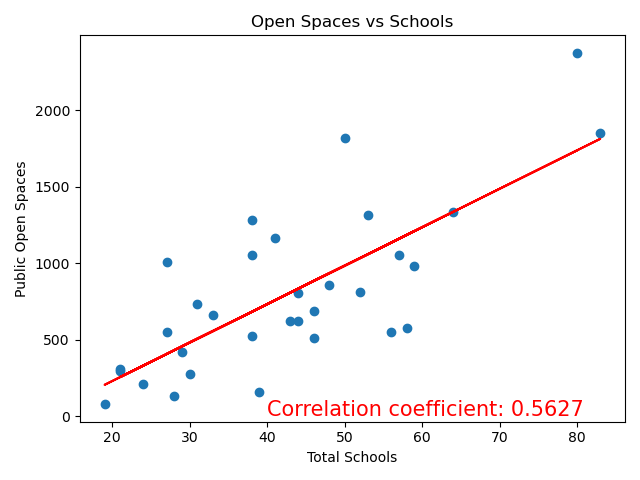 Open Spaces vs Schools
2000
1500
1000
500
0
Public Open Spaces
Correlation coefficient: 0.5627
20 30 40 50 60 70 80
Total Schools